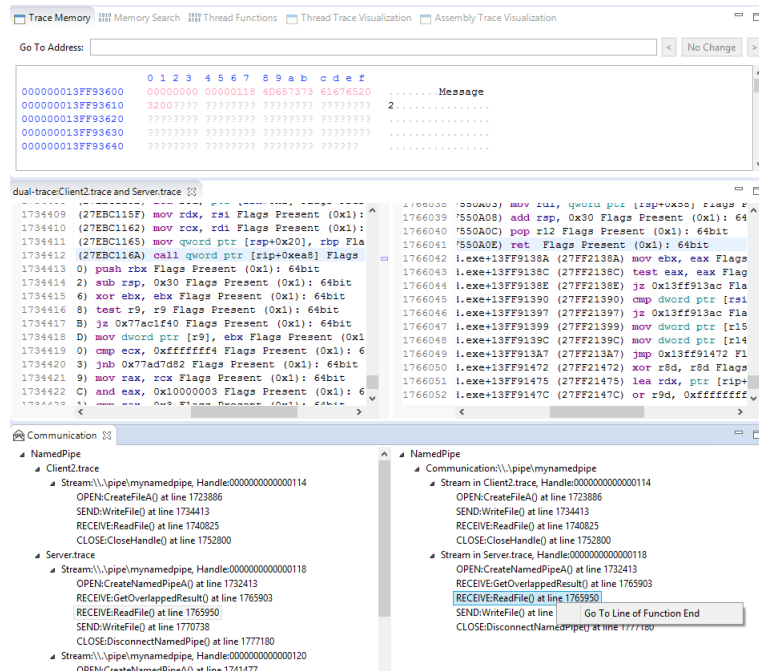 Trace Memory Memory Search Thread Functions Thread Trace Visualization Assembly Trace Visualization
Go To Address: < No Change >
0 1 2 3 4 5 6 7 8 9 a b c d e f
000000013FF93600 00000000 00000118 4D657373 61676520 ........Message
000000013FF93610 3200???? ???????? ???????? ???????? 2...............
000000013FF93620 ???????? ???????? ???????? ???????? ................
000000013FF93630 ???????? ???????? ???????? ???????? ................
000000013FF93640 ???????? ???????? ???????? ?????? ................
dual-trace:Client2.trace and Server.trace
1734409 (27EBC115F) mov rdx, rsi Flags Present (0x1):
1734410 (27EBC1162) mov rcx, rdi Flags Present (0x1):
1734411 (27EBC1165) mov qword ptr [rsp+0x20], rbp Fla
1734412 (27EBC116A) call qword ptr [rip+0xea8] Flags
1734413 0) push rbx Flags Present (0x1): 64bit
1734414 2) sub rsp, 0x30 Flags Present (0x1): 64bit
1734415 6) xor ebx, ebx Flags Present (0x1): 64bit
1734416 8) test r9, r9 Flags Present (0x1): 64bit
1734417 B) jz 0x77ac1f40 Flags Present (0x1): 64bit
1734418 D) mov dword ptr [r9], ebx Flags Present (0x1
1734419 0) cmp ecx, 0xfffffff4 Flags Present (0x1): 6
1734420 3) jnb 0x77ad7d82 Flags Present (0x1): 64bit
1734421 9) mov rax, rcx Flags Present (0x1): 64bit
1734422 C) and eax, 0x10000003 Flags Present (0x1): 6
1766038 F550A03) mov rdi, qword ptr [rsp+0x58] Flags P
1766039 F550A08) add rsp, 0x30 Flags Present (0x1): 64
1766040 F550A0C) pop r12 Flags Present (0x1): 64bit
1766041 F550A0E) ret Flags Present (0x1): 64bit
1766042 i.exe+13FF9138A (27FF2138A) mov ebx, eax Flags
1766043 i.exe+13FF9138C (27FF2138C) test eax, eax Flag
1766044 i.exe+13FF9138E (27FF2138E) jz 0x13ff913ac Fla
1766045 i.exe+13FF91390 (27FF21390) cmp dword ptr [rsi
1766046 i.exe+13FF91397 (27FF21397) jz 0x13ff913ac Fla
1766047 i.exe+13FF91399 (27FF21399) mov dword ptr [r15
1766048 i.exe+13FF9139C (27FF2139C) mov dword ptr [r14
1766049 i.exe+13FF913A7 (27FF213A7) jmp 0x13ff91472 Fl
1766050 i.exe+13FF91472 (27FF21472) xor r8d, r8d Flags
1766051 i.exe+13FF91475 (27FF21475) lea rdx, ptr [rip+
1766052 i.exe+13FF9147C (27FF2147C) or r9d, 0xffffffff
Communication
NamedPipe
Client2.trace
Stream:\\.\pipe\mynamedpipe, Handle:0000000000000114
OPEN:CreateFileA() at line 1723886
SEND:WriteFile() at line 1734413
RECEIVE:ReadFile() at line 1740825
CLOSE:CloseHandle() at line 1752800
Server.trace
Stream:\\.\pipe\mynamedpipe, Handle:0000000000000118
OPEN:CreateNamedPipeA() at line 1732413
RECEIVE:GetOverlappedResult() at line 1765903
RECEIVE:ReadFile() at line 1765950
SEND:WriteFile() at line 1770738
CLOSE:DisconnectNamedPipe() at line 1777180
Stream:\\.\pipe\mynamedpipe, Handle:0000000000000120
OPEN:CreateNamedPipeA() at line 1741477
NamedPipe
Communication:\\.\pipe\mynamedpipe
Stream in Client2.trace, Handle:0000000000000114
OPEN:CreateFileA() at line 1723886
SEND:WriteFile() at line 1734413
RECEIVE:ReadFile() at line 1740825
CLOSE:CloseHandle() at line 1752800
Stream in Server.trace, Handle:0000000000000118
OPEN:CreateNamedPipeA() at line 1732413
RECEIVE:GetOverlappedResult() at line 1765903
RECEIVE:ReadFile() at line 1765950
SEND:WriteFile() at line
Go To Line of Function End
CLOSE:DisconnectNamedPipe() at line 1777180